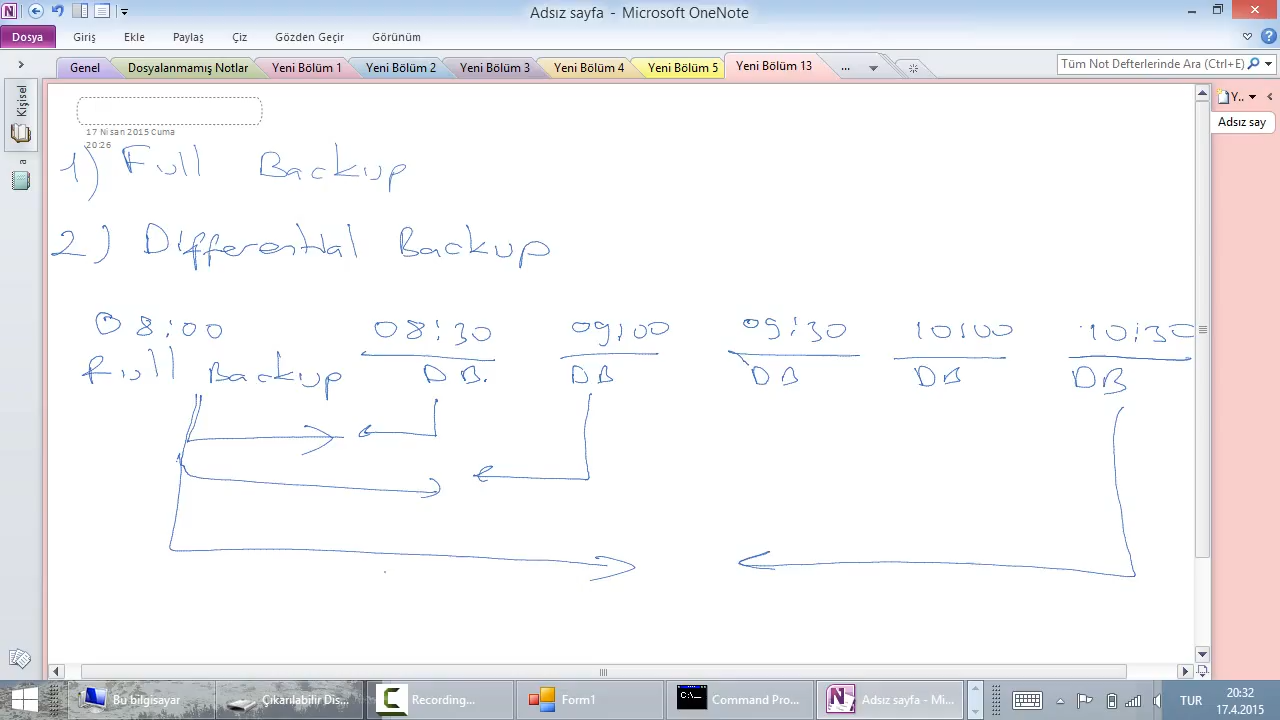 Adsız sayfa - Microsoft OneNote
Dosya Giriş Ekle Paylaş Çiz Gözden Geçir Görünüm
Genel Dosyalanmamış Notlar Yeni Bölüm 1 Yeni Bölüm 2 Yeni Bölüm 3 Yeni Bölüm 4 Yeni Bölüm 5 Yeni Bölüm 13 ... Tüm Not Defterlerinde Ara (Ctrl+E)
Kişisel
Y..
Adsız say
a
17 Nisan 2015 Cuma
20:26
1) Full Backup
2) Differential Backup
08:00 08:30 09:00 09:30 10:00 10:30
Full Backup DB. DB DB DB DB
Bu bilgisayar Çıkarılabilir Dis... Recording... Form1 Command Pro... Adsız sayfa - Mi... TUR 20:32
17.4.2015